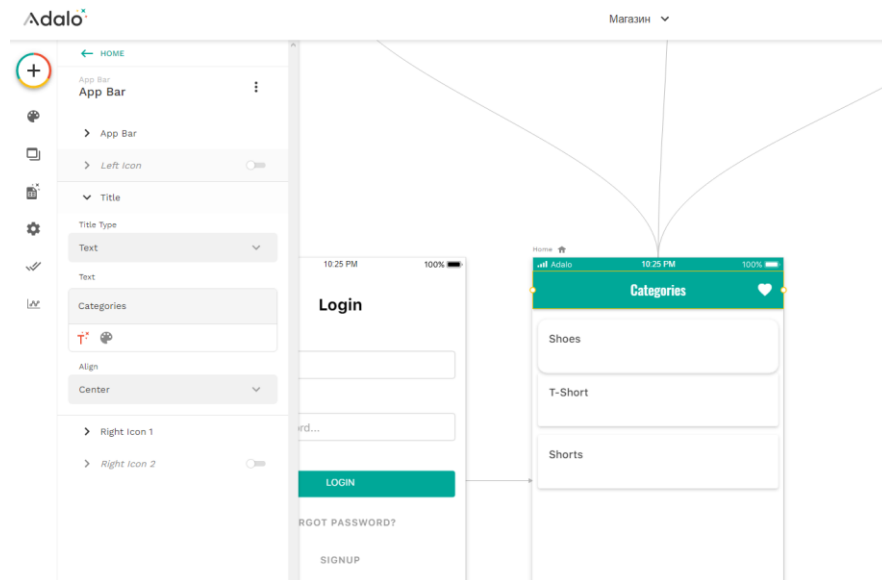 Adalo
Магазин
HOME
App Bar
App Bar
App Bar
Left Icon
Title
Title Type
Text
Text
Categories
T
Align
Center
Right Icon 1
Right Icon 2
10:25 PM 100%
Login
rd...
LOGIN
RGOT PASSWORD?
SIGNUP
Home
Adalo 10:25 PM 100%
Categories
Shoes
T-Short
Shorts